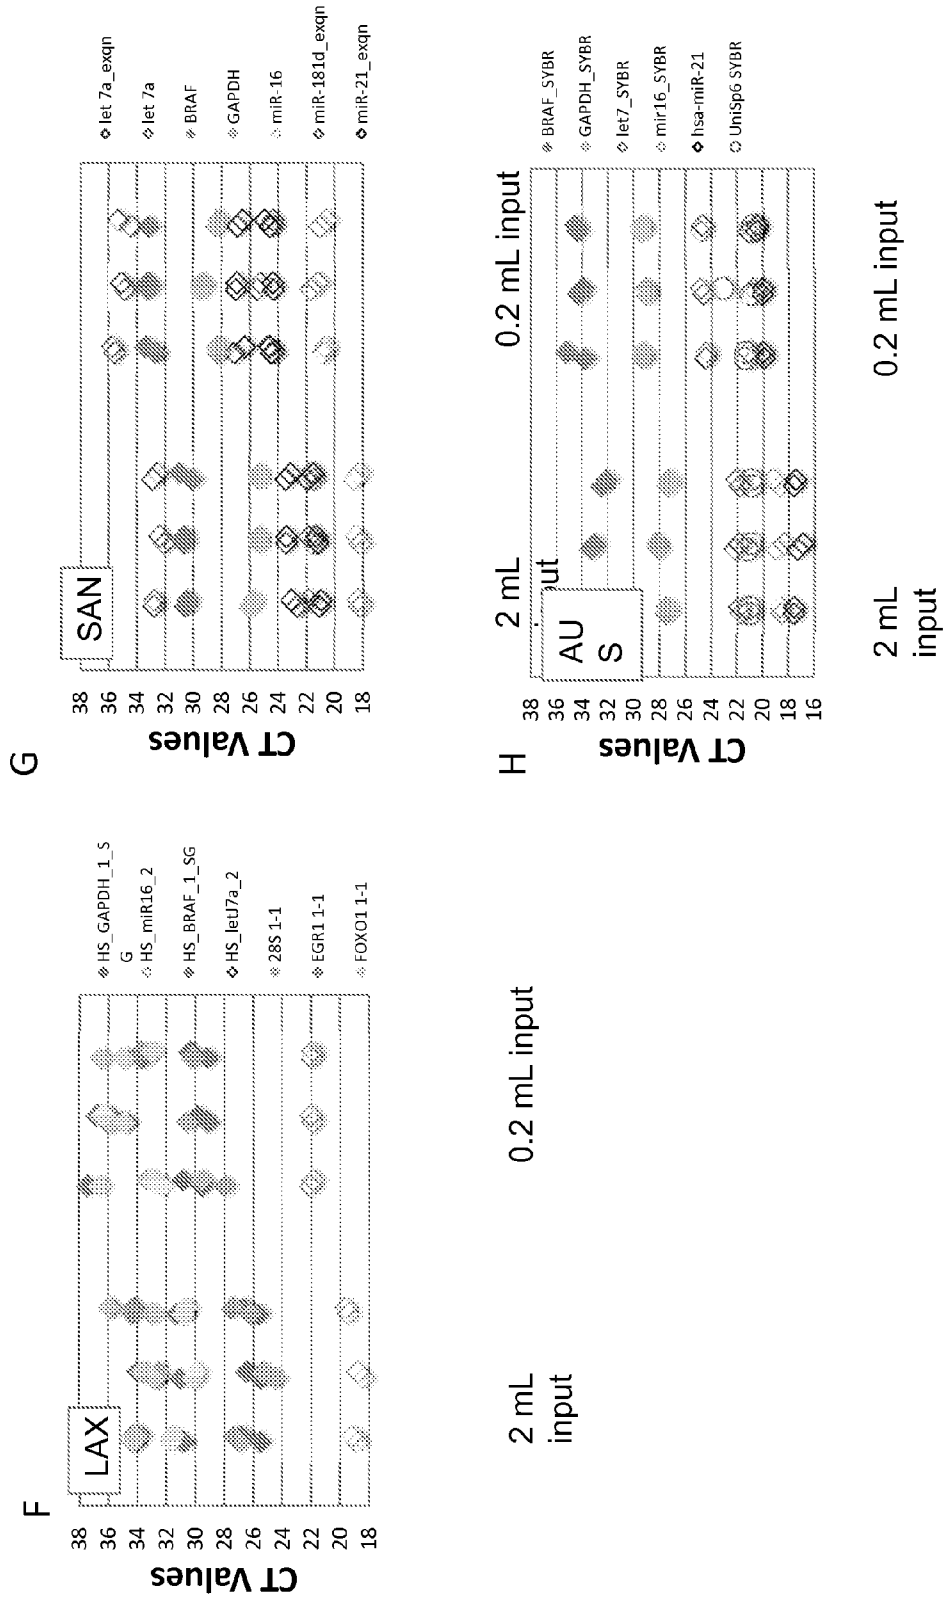 F
LAX
CT Values
38
36
34
32
30
28
26
24
22
20
18
HS_GAPDH_1_S
G
HS_miR16_2
HS_BRAF_1_SG
HS_let7a_2
28S 1-1
EGR1 1-1
FOXO1 1-1
2 mL
input
0.2 mL input
G
SAN
CT Values
38
36
34
32
30
28
26
24
22
20
18
let 7a_exqn
let 7a
BRAF
GAPDH
miR-16
miR-181d_exqn
miR-21_exqn
2 mL
put
0.2 mL input
H
AU
S
CT Values
38
36
34
32
30
28
26
24
22
20
18
16
BRAF_SYBR
GAPDH_SYBR
let7_SYBR
mir16_SYBR
hsa-miR-21
UniSp6 SYBR
2 mL
input
0.2 mL input